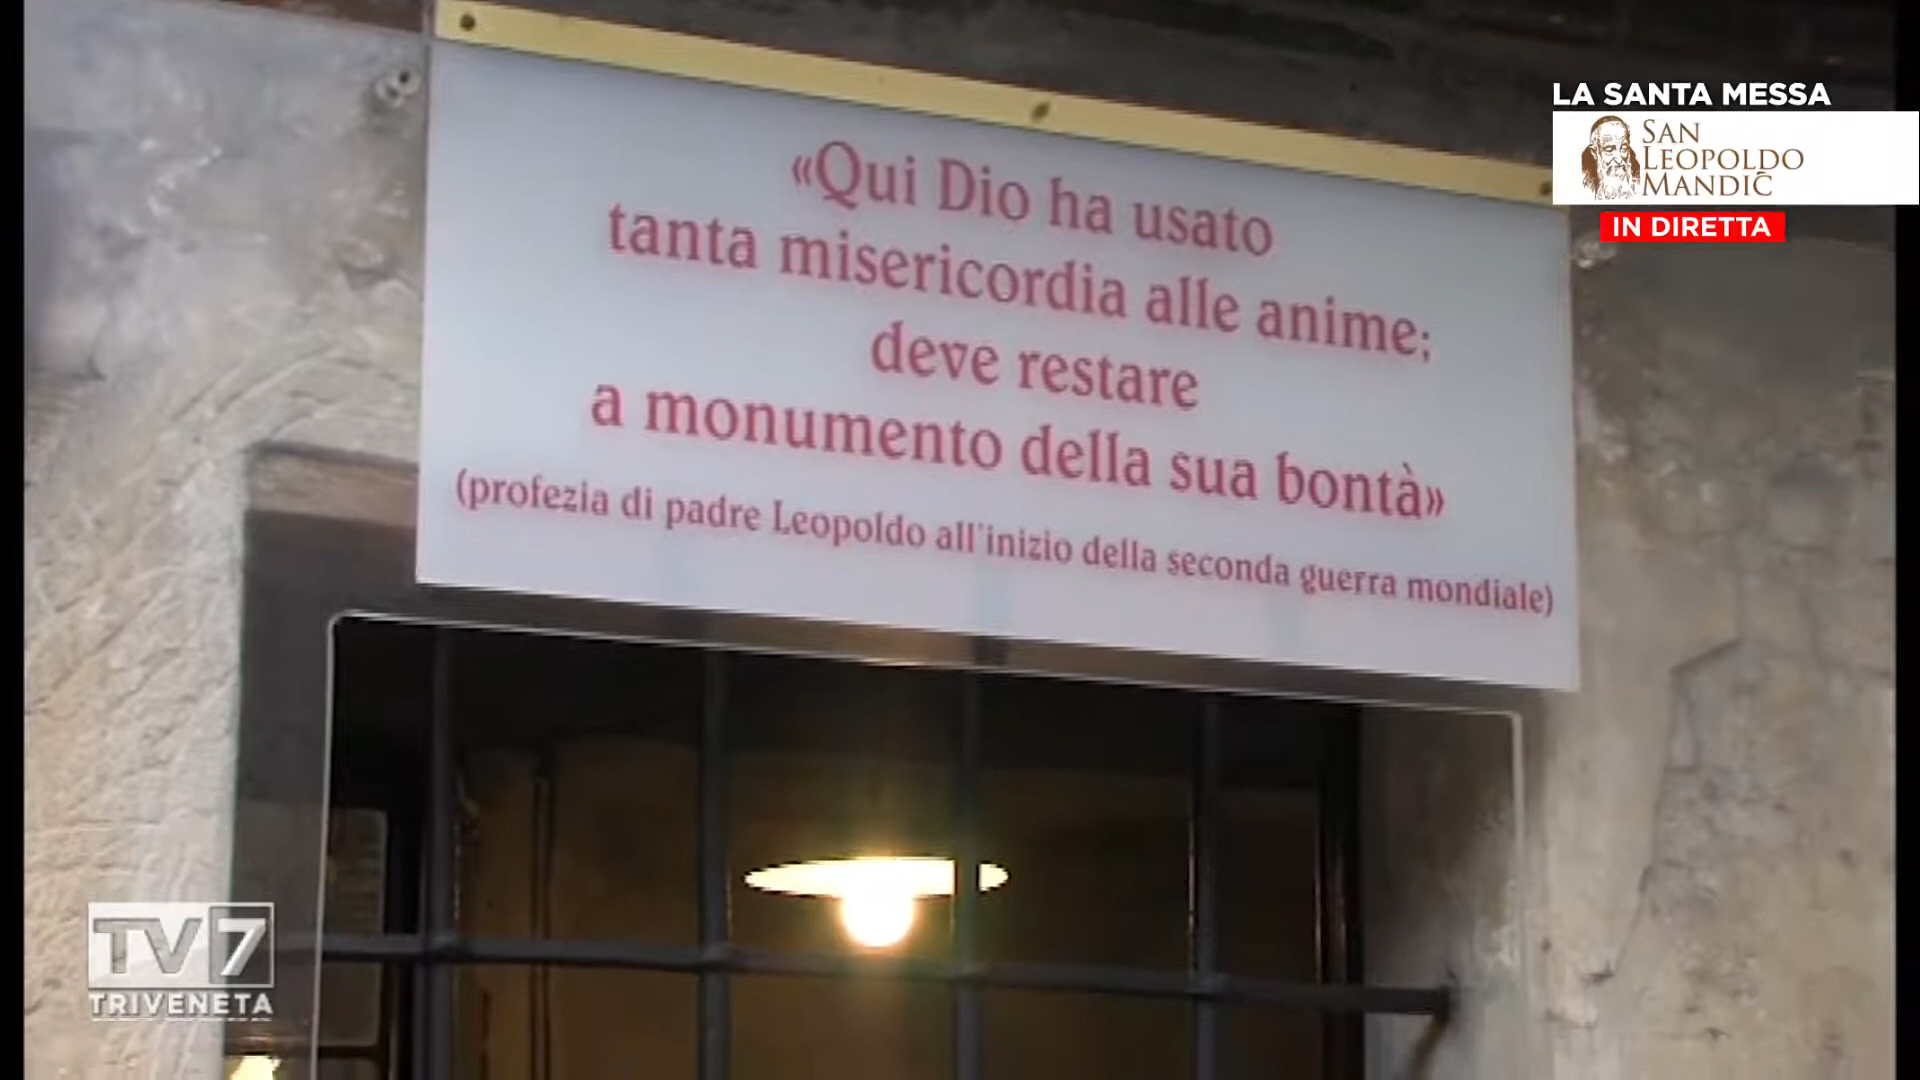 LA SANTA MESSA
SAN
LEOPOLDO
MANDIĆ
IN DIRETTA
«Qui Dio ha usato
tanta misericordia alle anime;
deve restare
a monumento della sua bontà»
(profezia di padre Leopoldo all'inizio della seconda guerra mondiale)
TV7
TRIVENETA